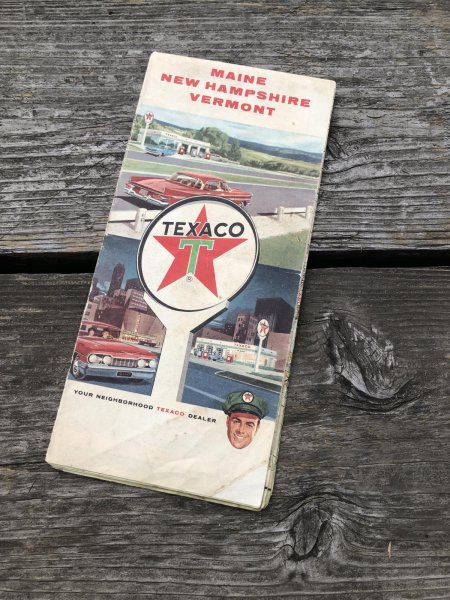 MAINE
NEW HAMPSHIRE
VERMONT
TEXACO
T
YOUR NEIGHBORHOOD TEXACO DEALER